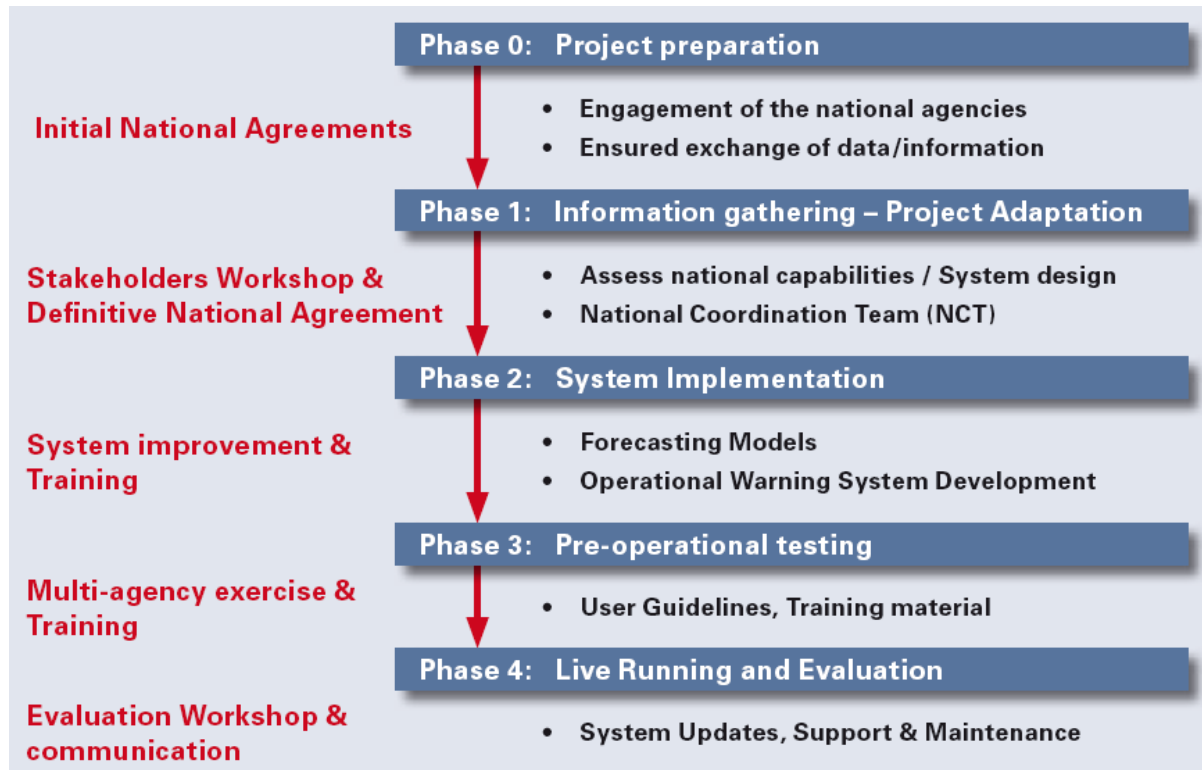 Phase 0: Project preparation
Initial National Agreements
• Engagement of the national agencies
• Ensured exchange of data/information
Phase 1: Information gathering – Project Adaptation
Stakeholders Workshop &
Definitive National Agreement
• Assess national capabilities / System design
• National Coordination Team (NCT)
Phase 2: System Implementation
System improvement &
Training
• Forecasting Models
• Operational Warning System Development
Phase 3: Pre-operational testing
Multi-agency exercise &
Training
• User Guidelines, Training material
Phase 4: Live Running and Evaluation
Evaluation Workshop &
communication
• System Updates, Support & Maintenance